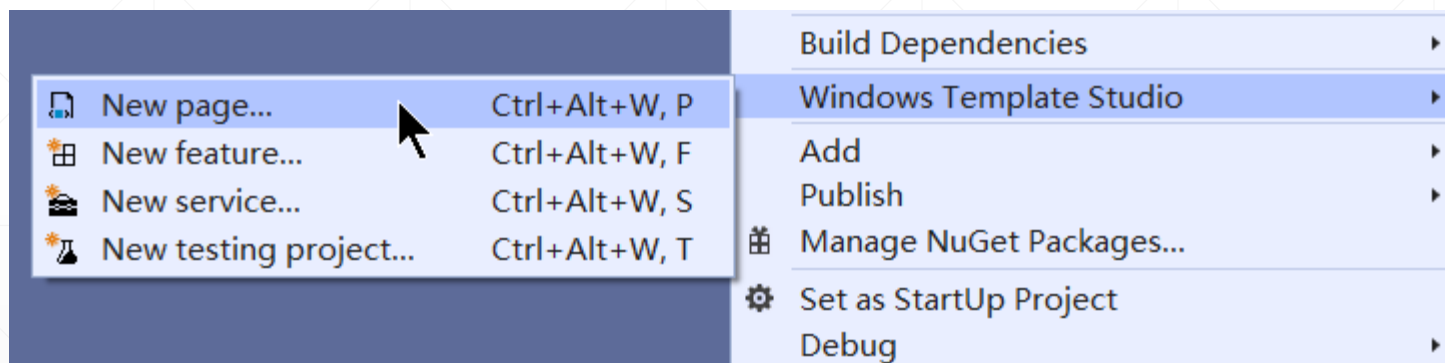 Build Dependencies
Windows Template Studio
New page... Ctrl+Alt+W, P
New feature... Ctrl+Alt+W, F
New service... Ctrl+Alt+W, S
New testing project... Ctrl+Alt+W, T
Add
Publish
Manage NuGet Packages...
Set as StartUp Project
Debug